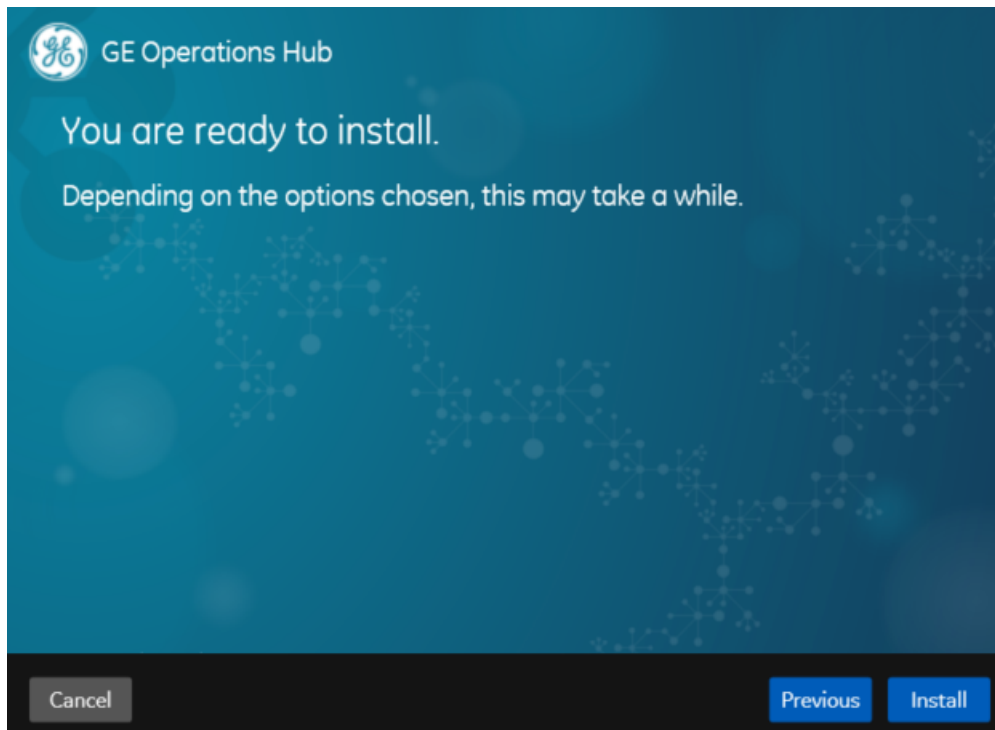 GE
GE Operations Hub
You are ready to install.
Depending on the options chosen, this may take a while.
Cancel
Previous
Install